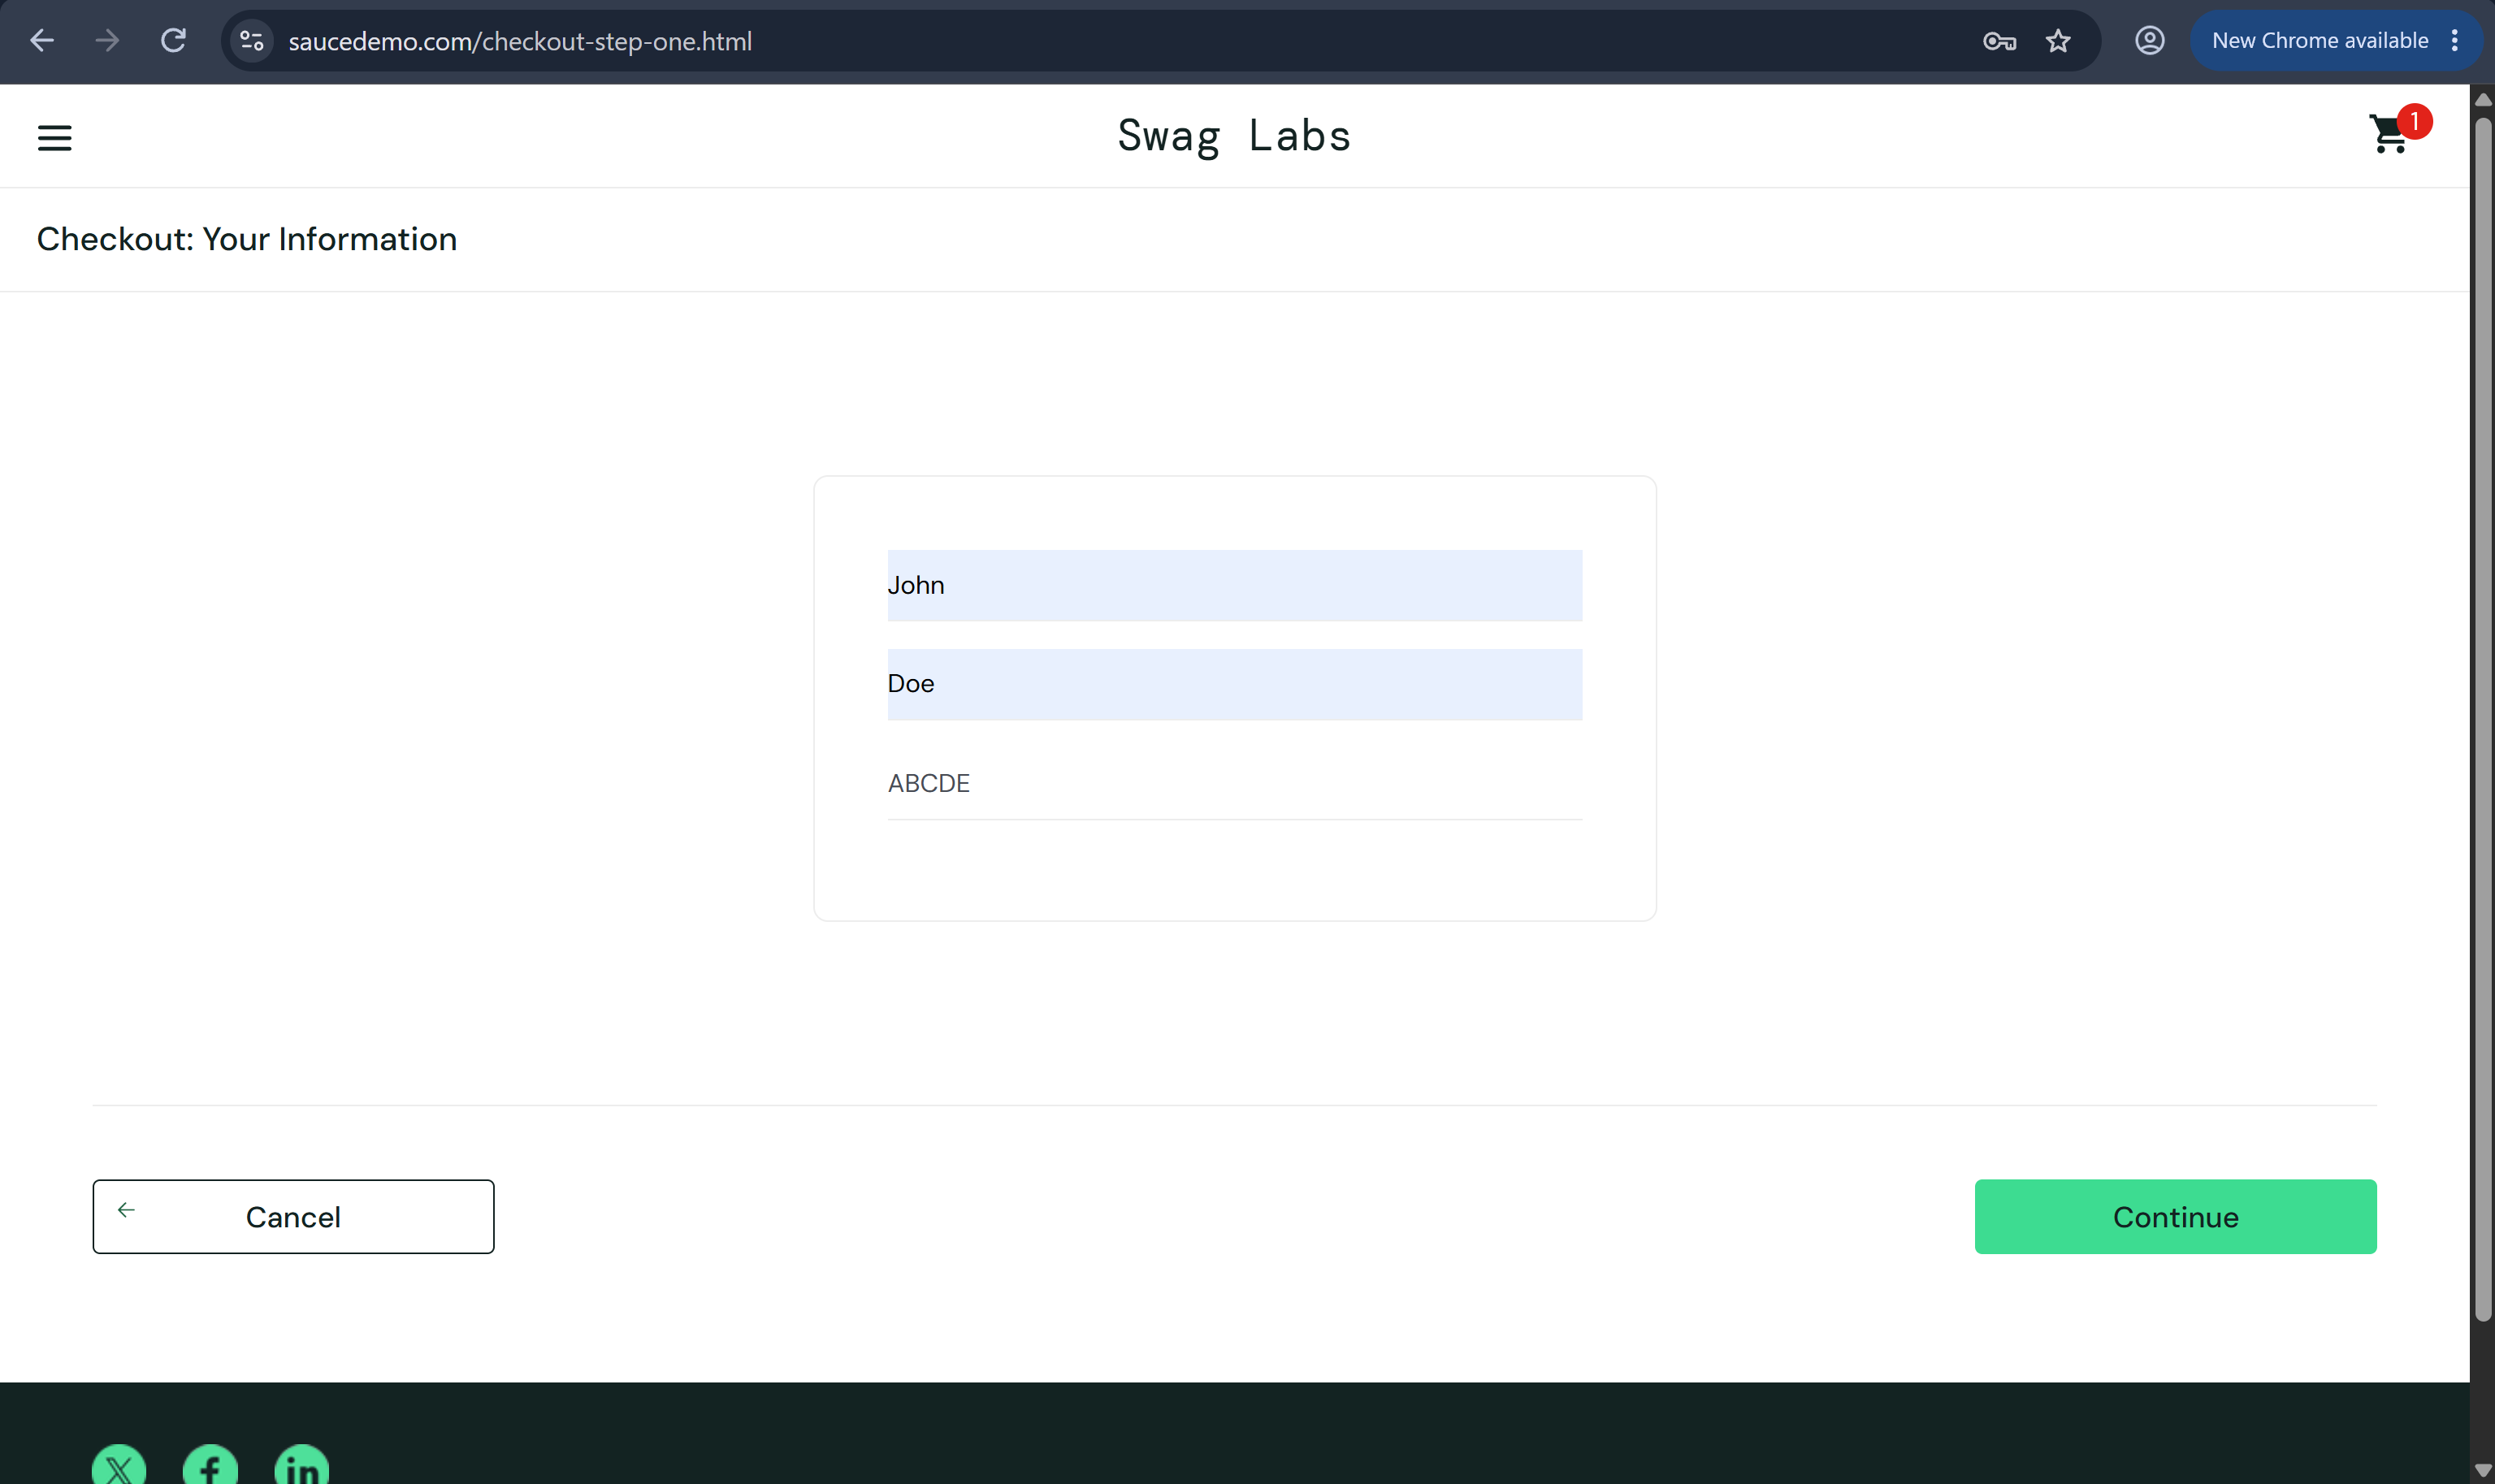 saucedemo.com/checkout-step-one.html
New Chrome available
Swag Labs
1
Checkout: Your Information
John
Doe
ABCDE
Cancel
Continue
X
f
in